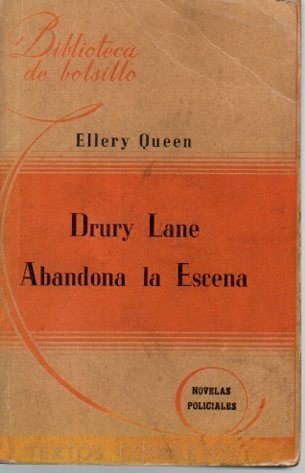 Biblioteca
de bolsillo
Ellery Queen
Drury Lane
Abandona la Escena
NOVELAS
POLICIALES